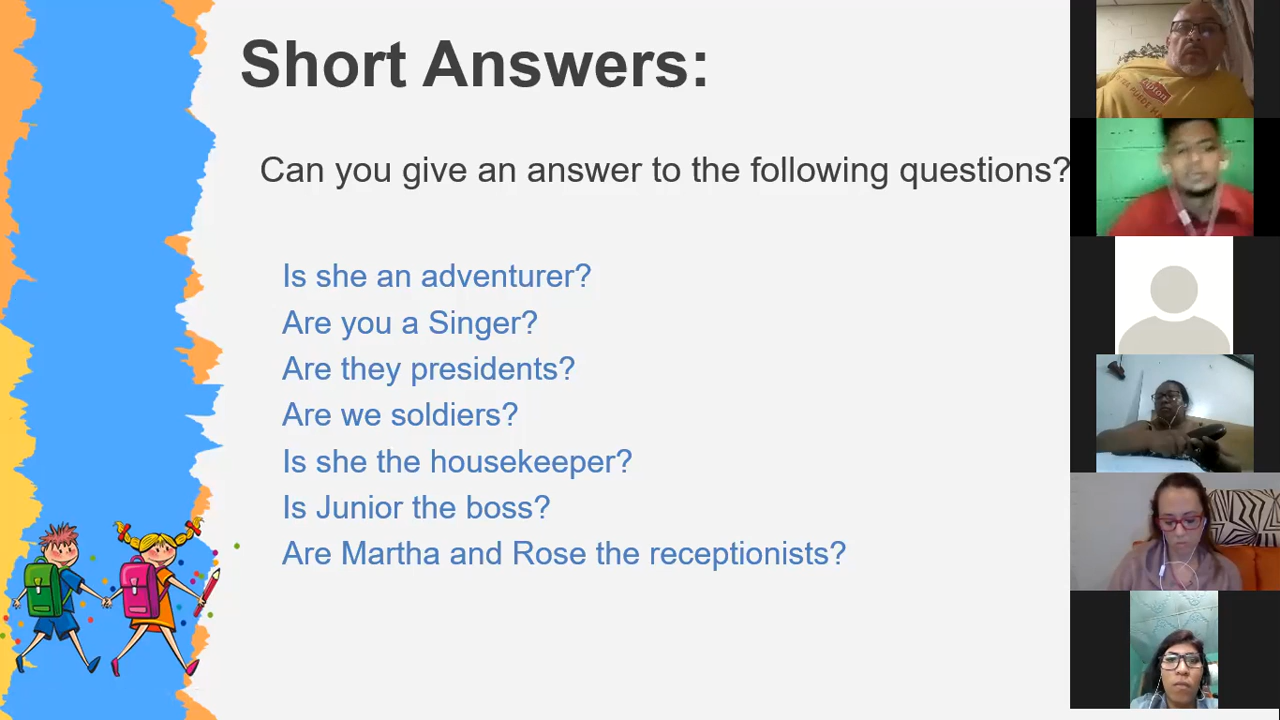 Short Answers:
Can you give an answer to the following questions?
Is she an adventurer?
Are you a Singer?
Are they presidents?
Are we soldiers?
Is she the housekeeper?
Is Junior the boss?
Are Martha and Rose the receptionists?